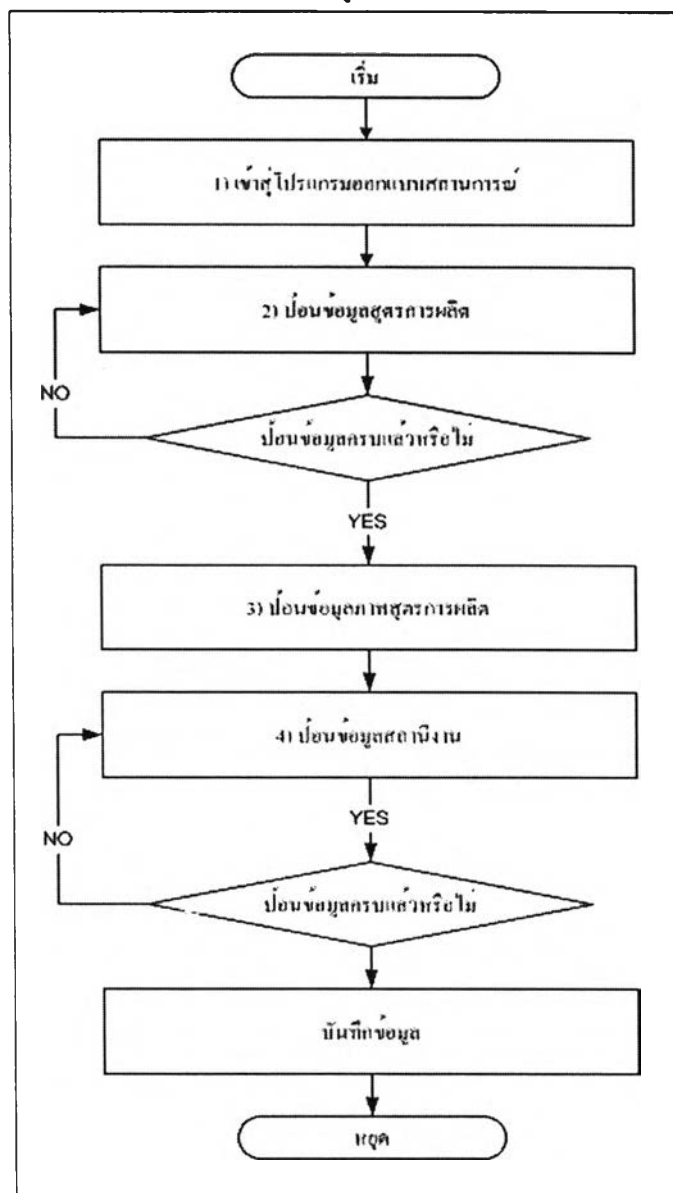 เริ่ม
1) เข้าสู่โปรแกรมออกแบบสถานการณ์
2) ป้อนข้อมูลสูตรการผลิต
NO
ป้อนข้อมูลครบแล้วหรือไม่
YES
3) ป้อนข้อมูลภาพสูตรการผลิต
4) ป้อนข้อมูลสถานีงาน
YES
NO
ป้อนข้อมูลครบแล้วหรือไม่
บันทึกข้อมูล
หยุด